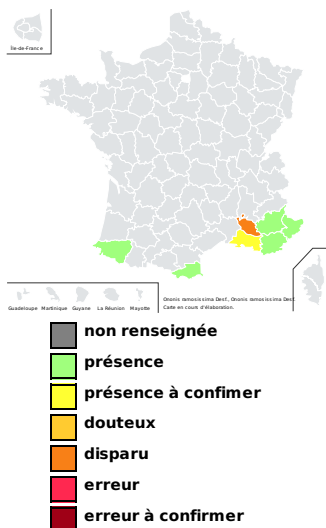 Île-de-France
Guadeloupe Martinique Guyane La Réunion Mayotte
Ononis ramosissima Desf., Ononis ramosissima Desf.
Carte en cours d'élaboration.
non renseignée
présence
présence à confimer
douteux
disparu
erreur
erreur à confirmer